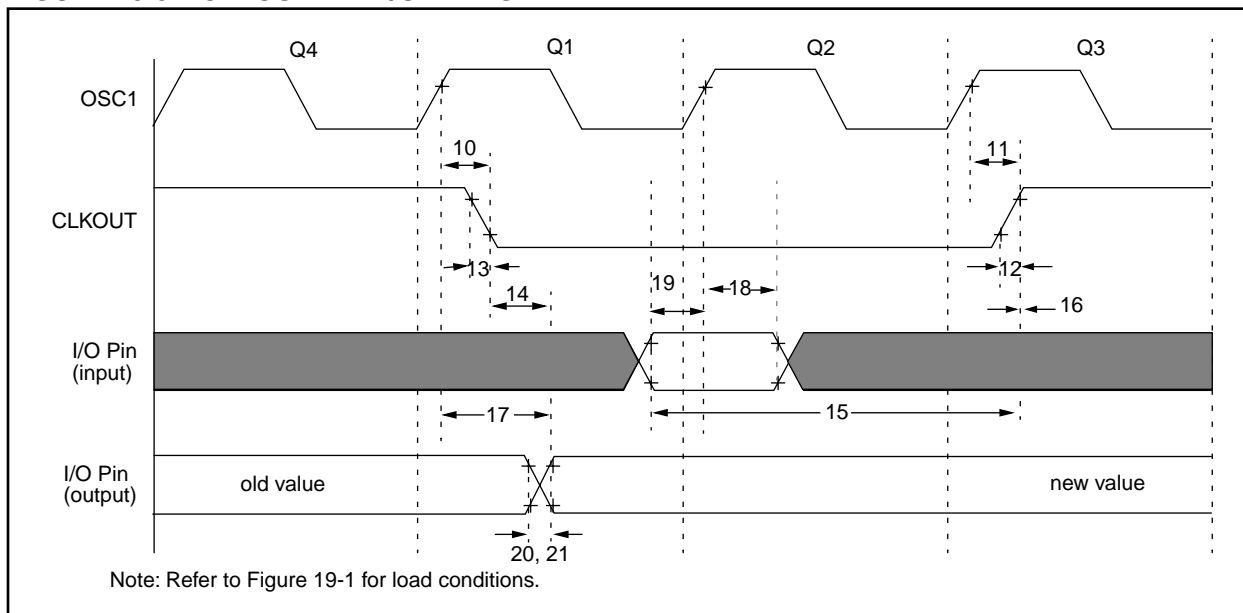 Q4 Q1 Q2 Q3
OSC1
10 11
CLKOUT
13 12
19 18
14 16
I/O Pin
(input)
17 15
I/O Pin
(output)
old value new value
20, 21
Note: Refer to Figure 19-1 for load conditions.